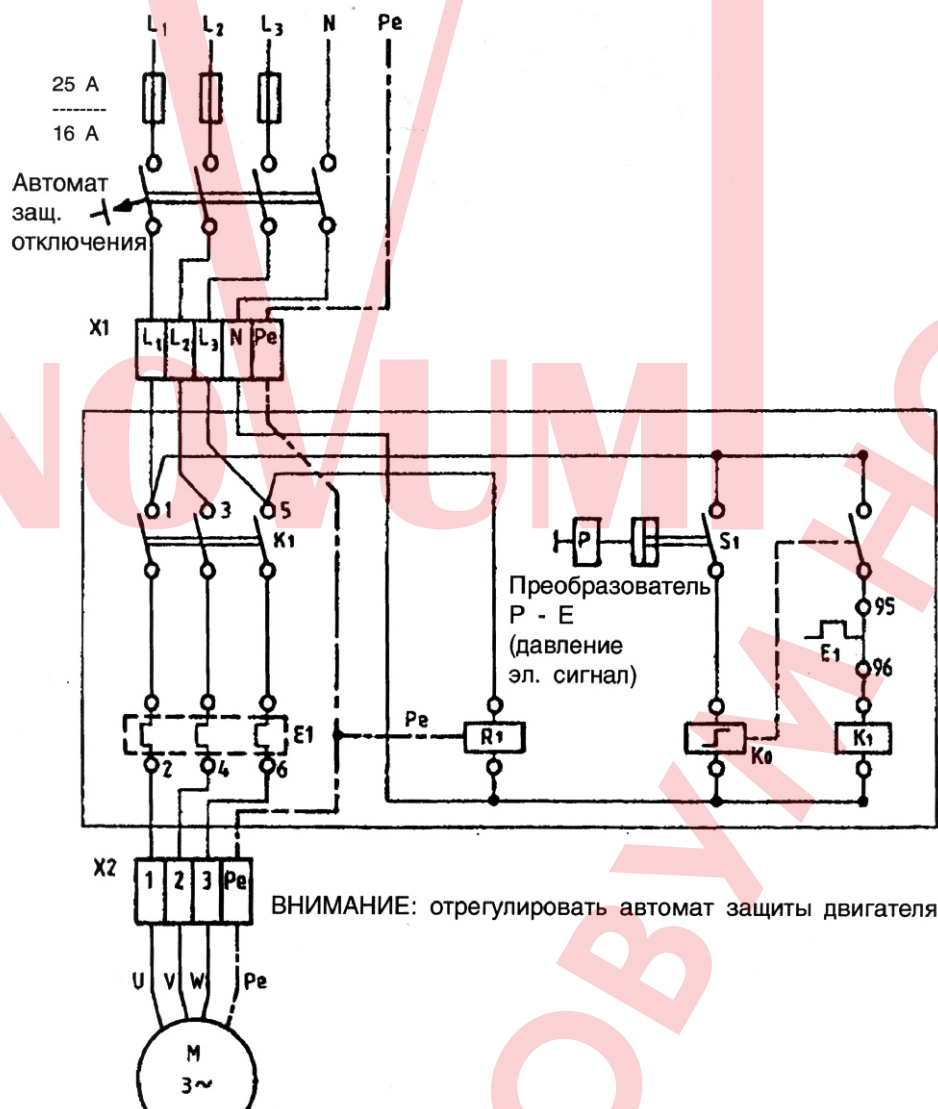 L1 L2 L3 N Pe
25 А
--------
16 А
Автомат
защ.
отключения
X1
L1 L2 L3 N Pe
1 3 5
K1
P
S1
Преобразователь
Р - Е
(давление
эл. сигнал)
95
E1
96
Pe
E1
R1
K0
K1
2 4 6
X2
1 2 3 Pe
ВНИМАНИЕ: отрегулировать автомат защиты двигателя
U V W Pe
M
3~
NOVUM
НОВУМ НО